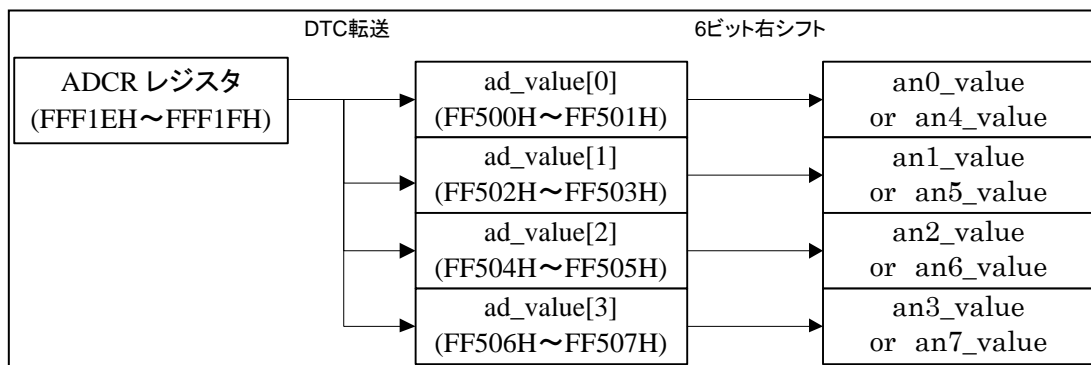 DTC転送
6ビット右シフト
ADCR レジスタ
(FFF1EH~FFF1FH)
ad_value[0]
(FF500H~FF501H)
an0_value
or an4_value
ad_value[1]
(FF502H~FF503H)
an1_value
or an5_value
ad_value[2]
(FF504H~FF505H)
an2_value
or an6_value
ad_value[3]
(FF506H~FF507H)
an3_value
or an7_value